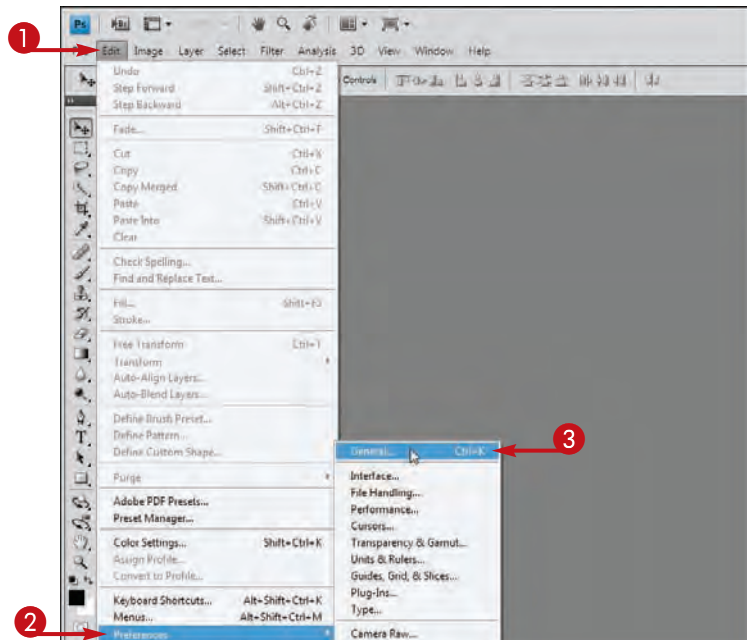 Ps Br
1
Edit Image Layer Select Filter Analysis 3D View Window Help
Undo Ctrl+Z
Controls
Step Forward Shift+Ctrl+Z
Step Backward Alt+Ctrl+Z
Fade... Shift+Ctrl+F
Cut Ctrl+X
Copy Ctrl+C
Copy Merged Shift+Ctrl+C
Paste Ctrl+V
Paste Into Shift+Ctrl+V
Clear
Check Spelling...
Find and Replace Text...
Fill... Shift+F5
Stroke...
Free Transform Ctrl+T
Transform
Auto-Align Layers...
Auto-Blend Layers...
Define Brush Preset...
Define Pattern...
Define Custom Shape...
Purge
Adobe PDF Presets...
Preset Manager...
Color Settings... Shift+Ctrl+K
Assign Profile...
Convert to Profile...
Keyboard Shortcuts... Alt+Shift+Ctrl+K
Menus... Alt+Shift+Ctrl+M
2
Preferences
General... Ctrl+K
3
Interface...
File Handling...
Performance...
Cursors...
Transparency & Gamut...
Units & Rulers...
Guides, Grid, & Slices...
Plug-Ins...
Type...
Camera Raw...